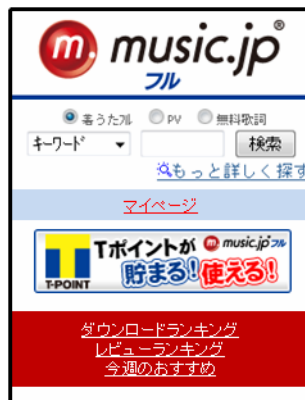 m. music.jp®
フル
着うたフル PV 無料歌詞
キーワード 検索
もっと詳しく探す
マイページ
T-POINT Tポイントが m. music.jpフル
貯まる!使える!
ダウンロードランキング
レビューランキング
今週のおすすめ